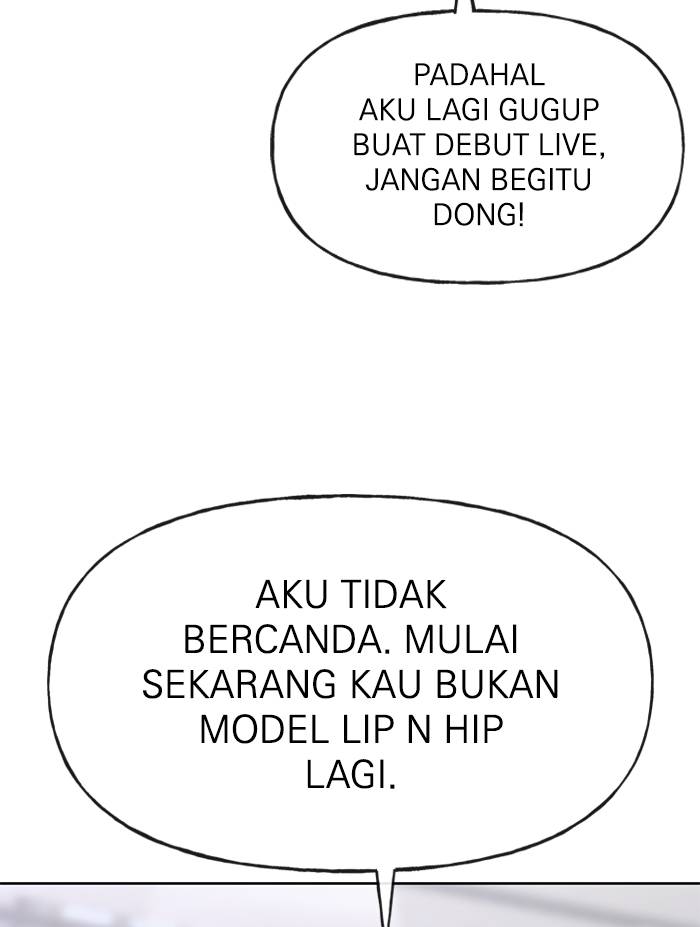 PADAHAL
AKU LAGI GUGUP
BUAT DEBUT LIVE,
JANGAN BEGITU
DONG!
AKU TIDAK
BERCANDA. MULAI
SEKARANG KAU BUKAN
MODEL LIP N HIP
LAGI.